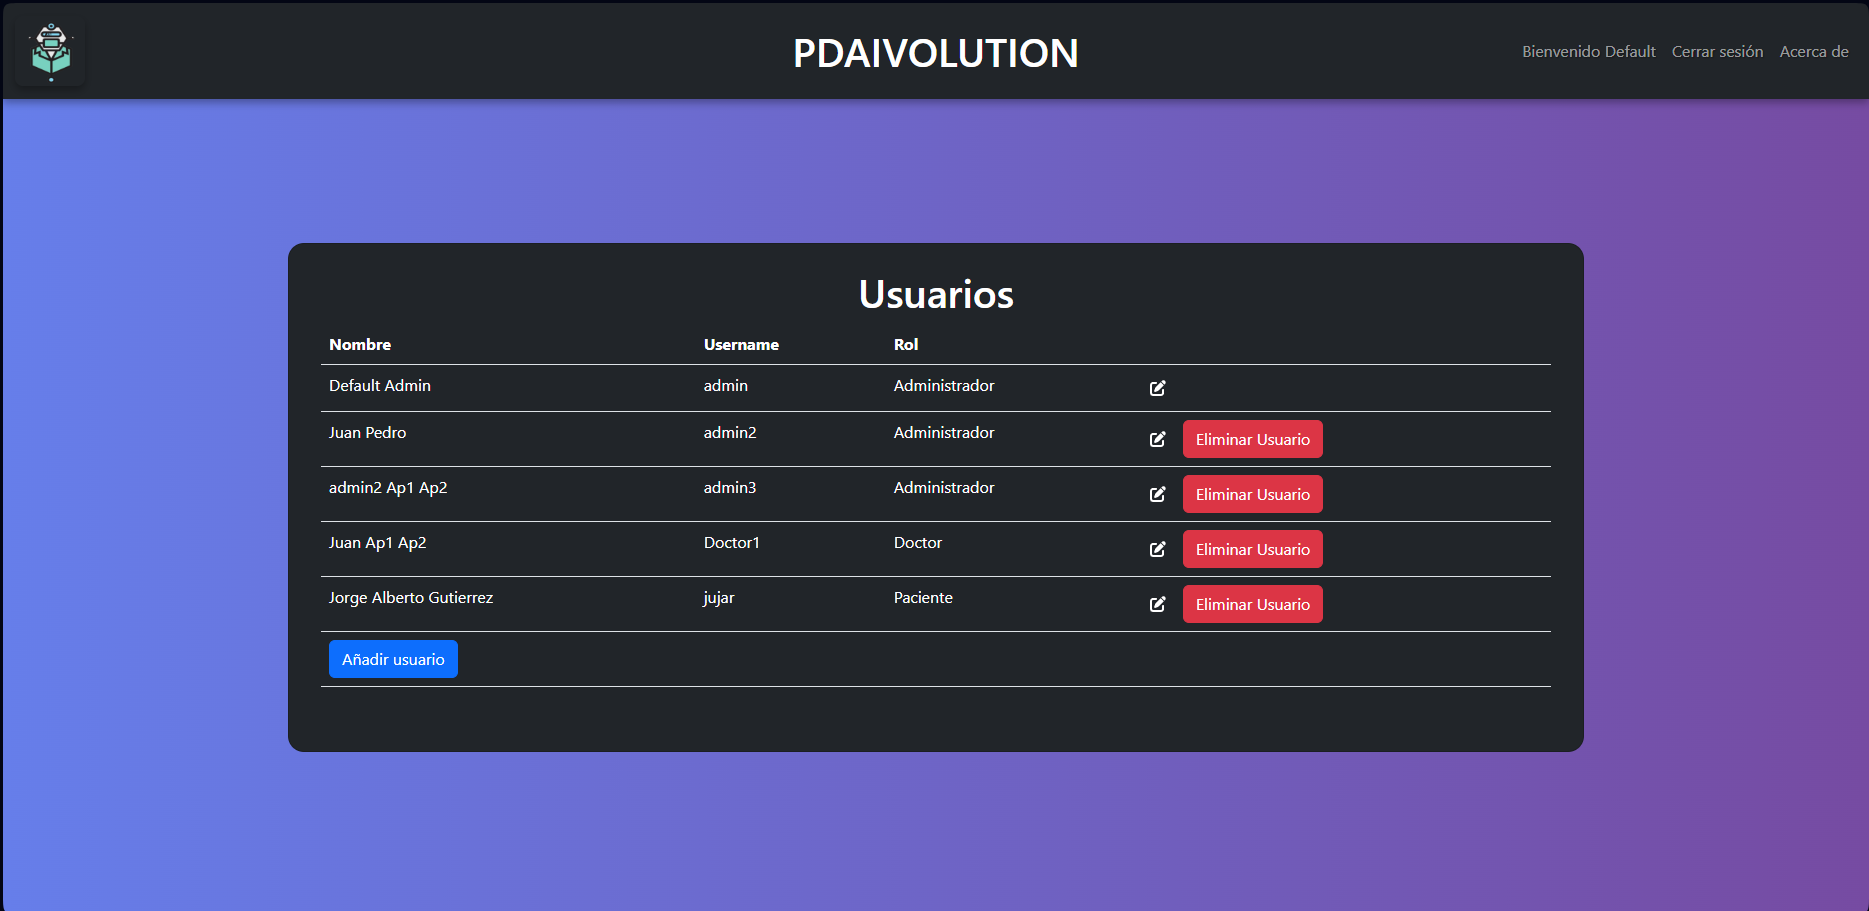 PDAIVOLUTION
Bienvenido Default Cerrar sesión Acerca de
Usuarios
Nombre Username Rol
Default Admin admin Administrador
Juan Pedro admin2 Administrador Eliminar Usuario
admin2 Ap1 Ap2 admin3 Administrador Eliminar Usuario
Juan Ap1 Ap2 Doctor1 Doctor Eliminar Usuario
Jorge Alberto Gutierrez jujar Paciente Eliminar Usuario
Añadir usuario